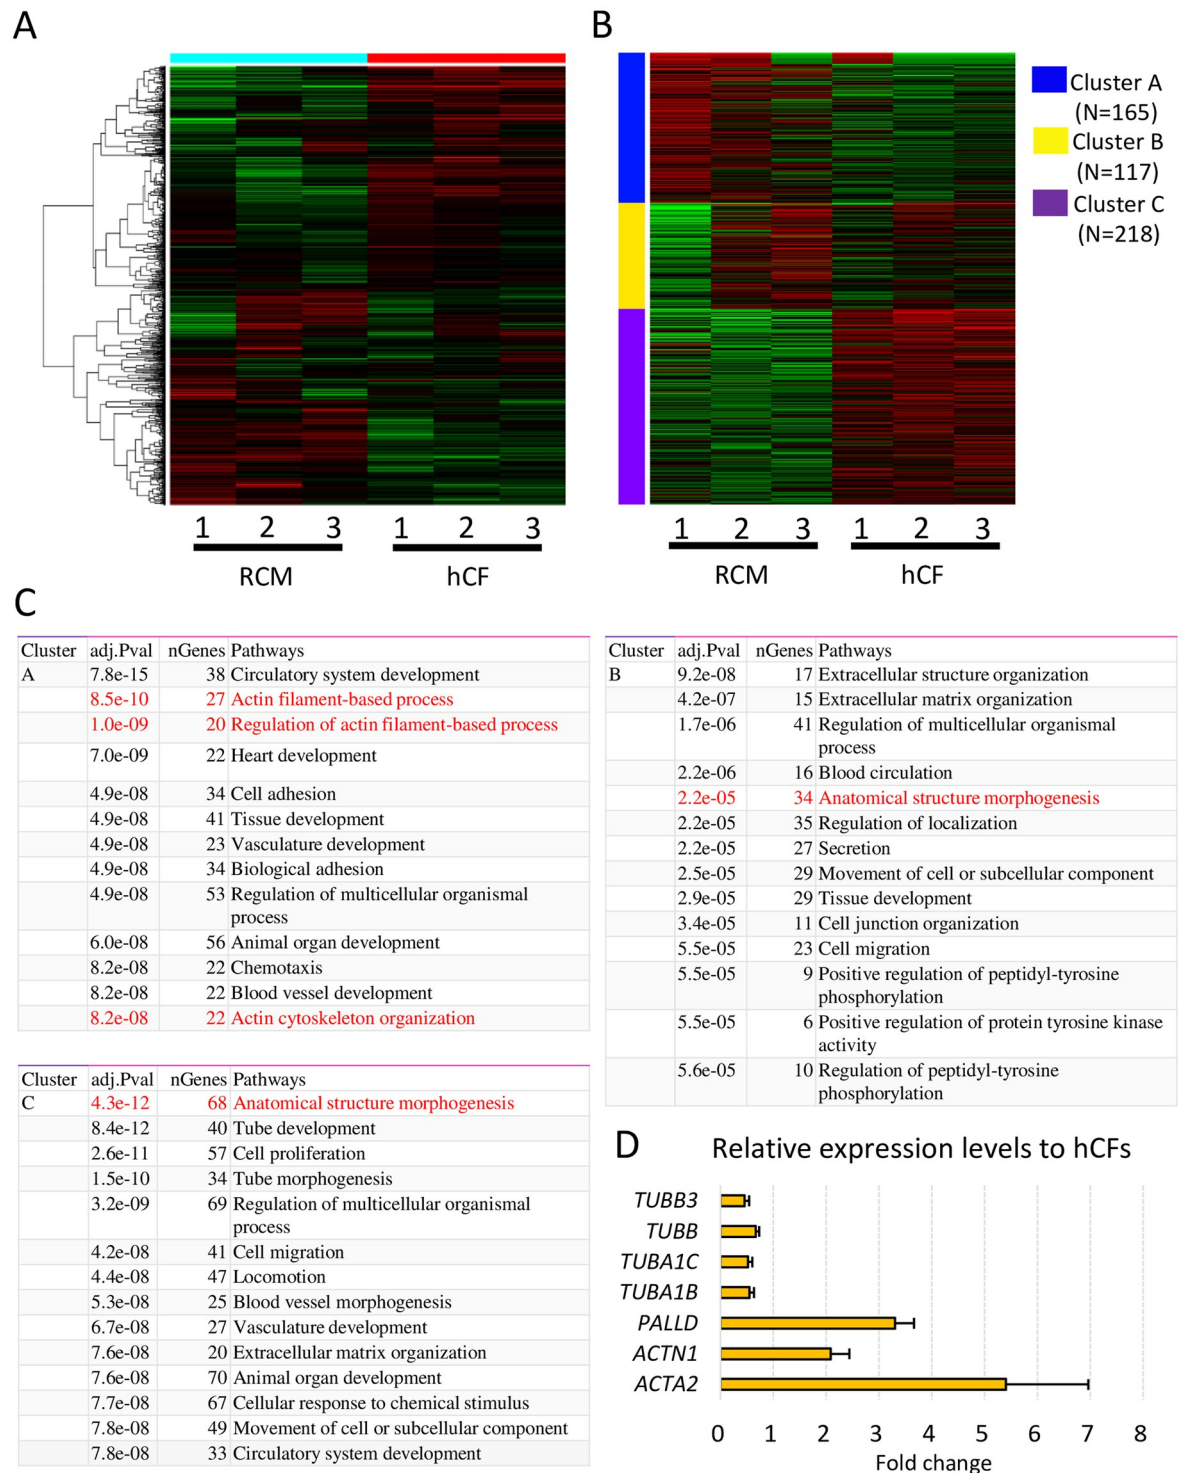 A
B
Cluster A
(N=165)
Cluster B
(N=117)
Cluster C
(N=218)
1 2 3 1 2 3
RCM hCF
1 2 3 1 2 3
RCM hCF
C
Cluster adj.Pval nGenes Pathways
A 7.8e-15 38 Circulatory system development
8.5e-10 27 Actin filament-based process
1.0e-09 20 Regulation of actin filament-based process
7.0e-09 22 Heart development
4.9e-08 34 Cell adhesion
4.9e-08 41 Tissue development
4.9e-08 23 Vasculature development
4.9e-08 34 Biological adhesion
4.9e-08 53 Regulation of multicellular organismal
process
6.0e-08 56 Animal organ development
8.2e-08 22 Chemotaxis
8.2e-08 22 Blood vessel development
8.2e-08 22 Actin cytoskeleton organization
Cluster adj.Pval nGenes Pathways
B 9.2e-08 17 Extracellular structure organization
4.2e-07 15 Extracellular matrix organization
1.7e-06 41 Regulation of multicellular organismal
process
2.2e-06 16 Blood circulation
2.2e-05 34 Anatomical structure morphogenesis
2.2e-05 35 Regulation of localization
2.2e-05 27 Secretion
2.5e-05 29 Movement of cell or subcellular component
2.9e-05 29 Tissue development
3.4e-05 11 Cell junction organization
5.5e-05 23 Cell migration
5.5e-05 9 Positive regulation of peptidyl-tyrosine
phosphorylation
5.5e-05 6 Positive regulation of protein tyrosine kinase
activity
5.6e-05 10 Regulation of peptidyl-tyrosine
phosphorylation
Cluster adj.Pval nGenes Pathways
C 4.3e-12 68 Anatomical structure morphogenesis
8.4e-12 40 Tube development
2.6e-11 57 Cell proliferation
1.5e-10 34 Tube morphogenesis
3.2e-09 69 Regulation of multicellular organismal
process
4.2e-08 41 Cell migration
4.4e-08 47 Locomotion
5.3e-08 25 Blood vessel morphogenesis
6.7e-08 27 Vasculature development
7.6e-08 20 Extracellular matrix organization
7.6e-08 70 Animal organ development
7.7e-08 67 Cellular response to chemical stimulus
7.8e-08 49 Movement of cell or subcellular component
7.8e-08 33 Circulatory system development
D Relative expression levels to hCFs
TUBB3
TUBB
TUBA1C
TUBA1B
PALLD
ACTN1
ACTA2
0 1 2 3 4 5 6 7 8
Fold change